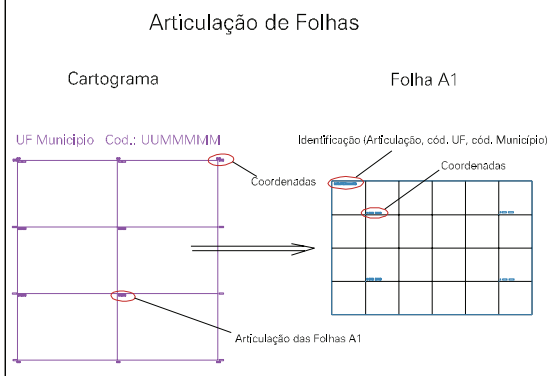 Articulação de Folhas
Cartograma
Folha A1
UF Município Cod.: UUMMMMM
Identificação (Articulação, cód. UF, cód. Município)
Coordenadas
Coordenadas
Articulação das Folhas A1